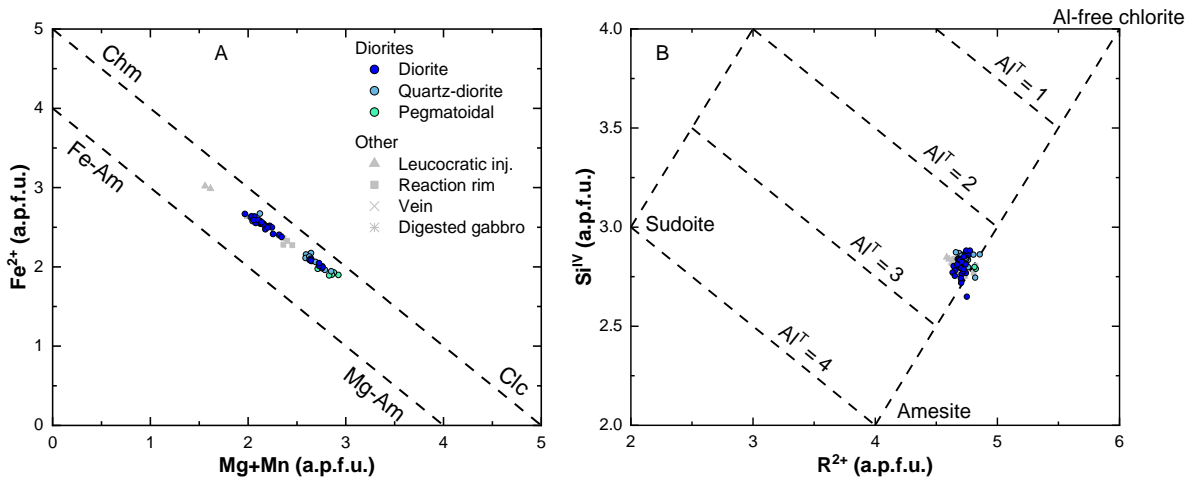 A
Diorites
Diorite
Quartz-diorite
Pegmatoidal
Other
Leucocratic inj.
Reaction rim
Vein
Digested gabbro
Chm
Fe-Am
Mg-Am
Clc
5
4
3
2
1
0
0 1 2 3 4 5
Fe²⁺ (a.p.f.u.)
Mg+Mn (a.p.f.u.)
Al-free chlorite
B
Al^T = 1
Al^T = 2
Al^T = 3
Al^T = 4
Sudoite
Amesite
4.0
3.5
3.0
2.5
2.0
2 3 4 5 6
Si^IV (a.p.f.u.)
R²⁺ (a.p.f.u.)